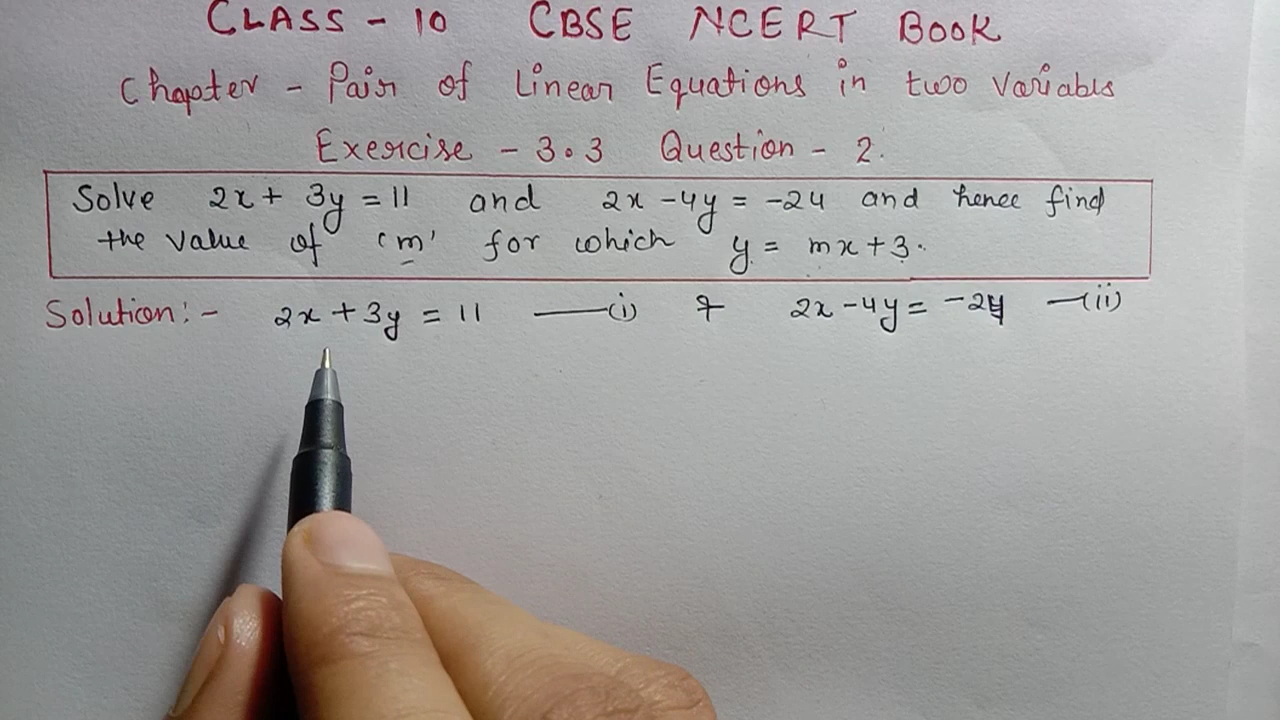 CLASS - 10 CBSE NCERT BOOK
Chapter - Pair of Linear Equations in two Variables
Exercise - 3.3 Question - 2.
Solve 2x + 3y = 11 and 2x - 4y = -24 and hence find
the value of 'm' for which y = mx + 3.
Solution :- 2x + 3y = 11 —(i) & 2x - 4y = -24 —(ii)